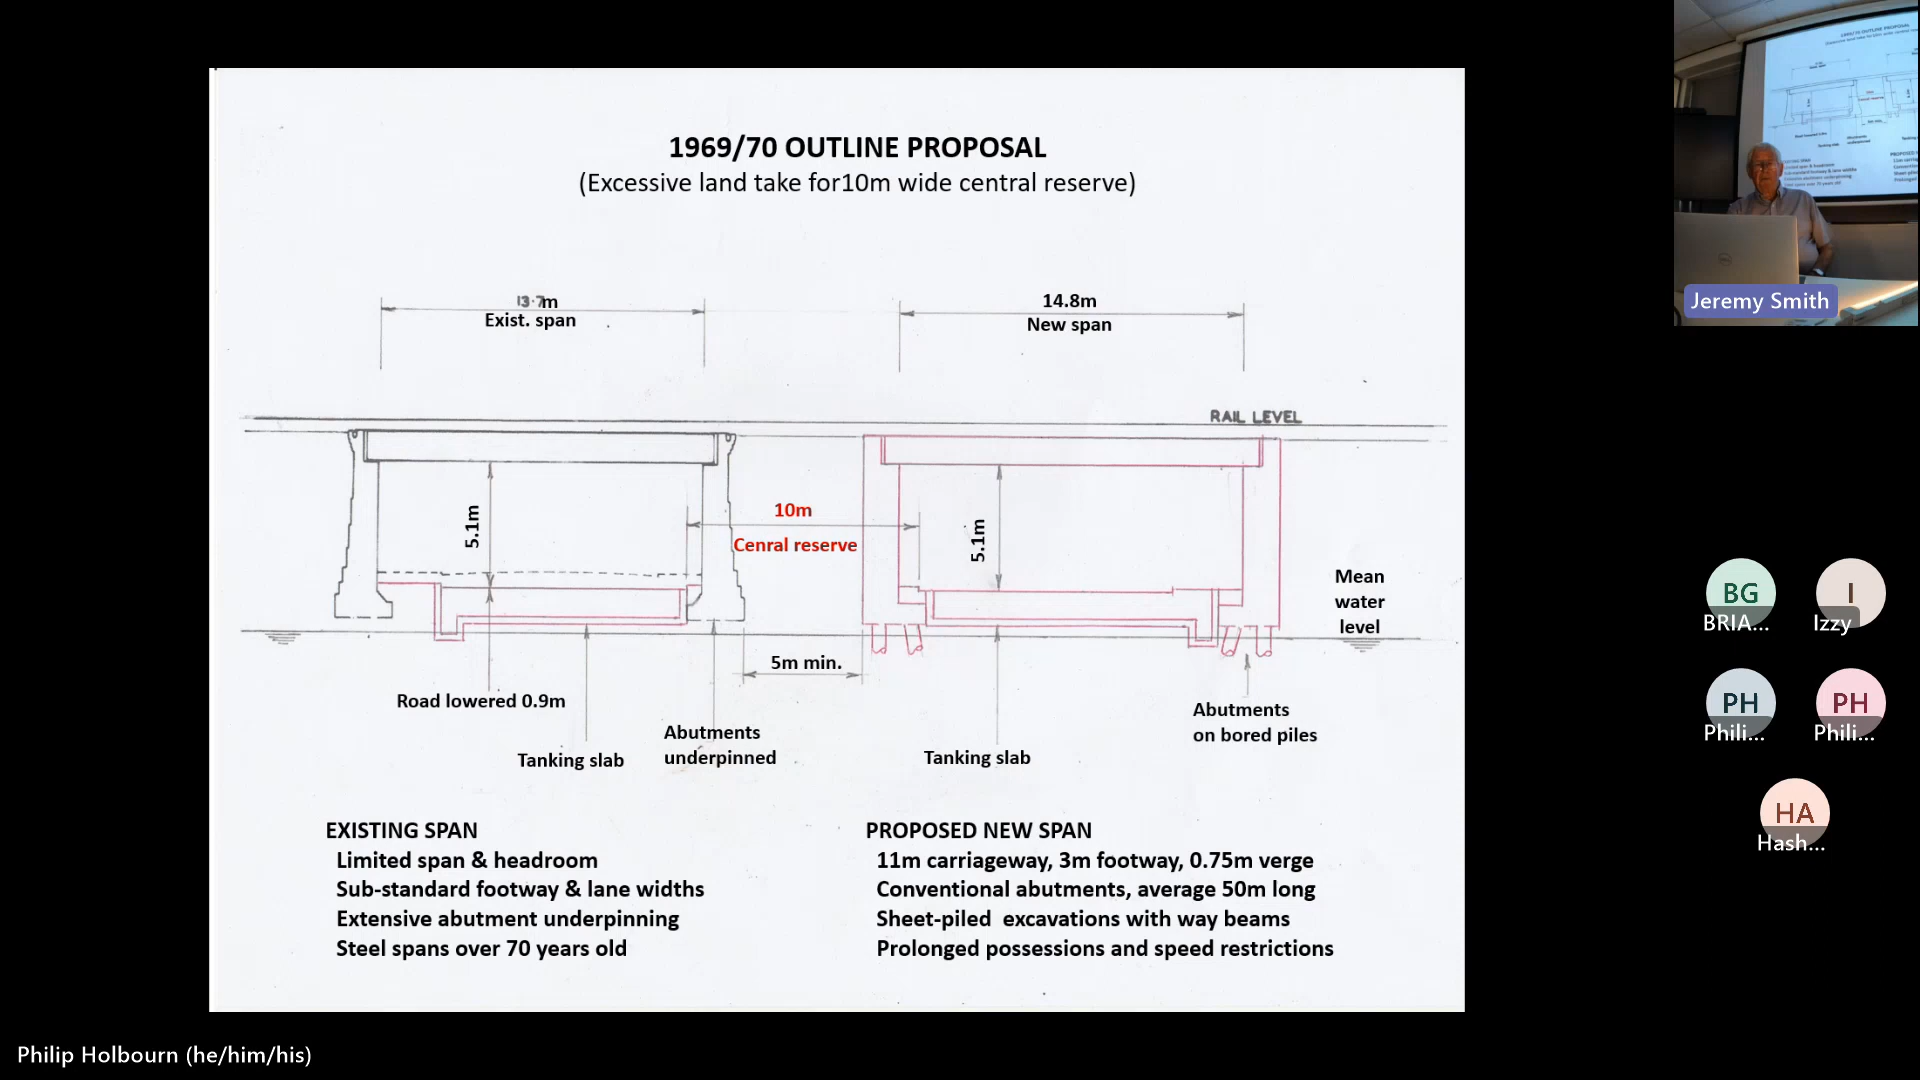 1969/70 OUTLINE PROPOSAL
(Excessive land take for10m wide central reserve)
13·7m
Exist. span
14.8m
New span
RAIL LEVEL
5.1m
10m
Cenral reserve
5.1m
Mean
water
level
5m min.
Road lowered 0.9m
Tanking slab
Abutments
underpinned
Tanking slab
Abutments
on bored piles
EXISTING SPAN
Limited span & headroom
Sub-standard footway & lane widths
Extensive abutment underpinning
Steel spans over 70 years old
PROPOSED NEW SPAN
11m carriageway, 3m footway, 0.75m verge
Conventional abutments, average 50m long
Sheet-piled excavations with way beams
Prolonged possessions and speed restrictions
Jeremy Smith
BG
BRIA...
I
Izzy
PH
Phili...
PH
Phili...
HA
Hash...
Philip Holbourn (he/him/his)